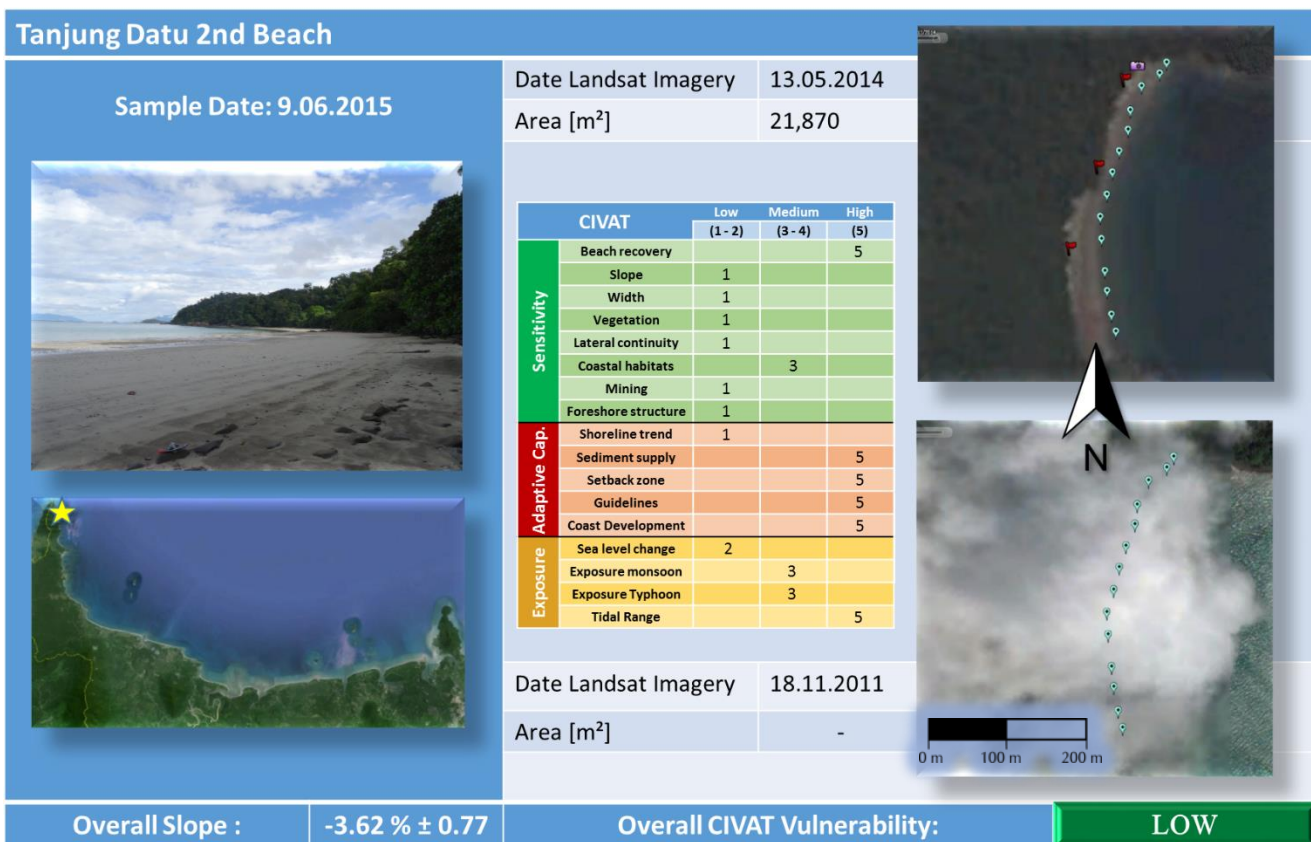 Tanjung Datu 2nd Beach
Sample Date: 9.06.2015
Date Landsat Imagery 13.05.2014
Area [m²] 21,870
CIVAT Low Medium High
(1 - 2) (3 - 4) (5)
Sensitivity
Beach recovery 5
Slope 1
Width 1
Vegetation 1
Lateral continuity 1
Coastal habitats 3
Mining 1
Foreshore structure 1
Adaptive Cap.
Shoreline trend 1
Sediment supply 5
Setback zone 5
Guidelines 5
Coast Development 5
Exposure
Sea level change 2
Exposure monsoon 3
Exposure Typhoon 3
Tidal Range 5
Date Landsat Imagery 18.11.2011
Area [m²] -
N
0 m 100 m 200 m
Overall Slope : -3.62 % ± 0.77
Overall CIVAT Vulnerability: LOW